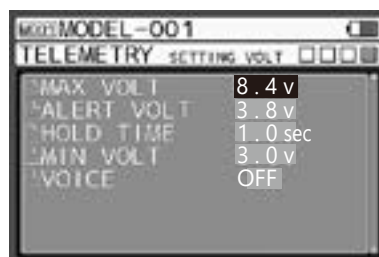 MODEL-001
TELEMETRY SETTING VOLT
MAX VOLT 8.4v
ALERT VOLT 3.8v
HOLD TIME 1.0sec
MIN VOLT 3.0v
VOICE OFF